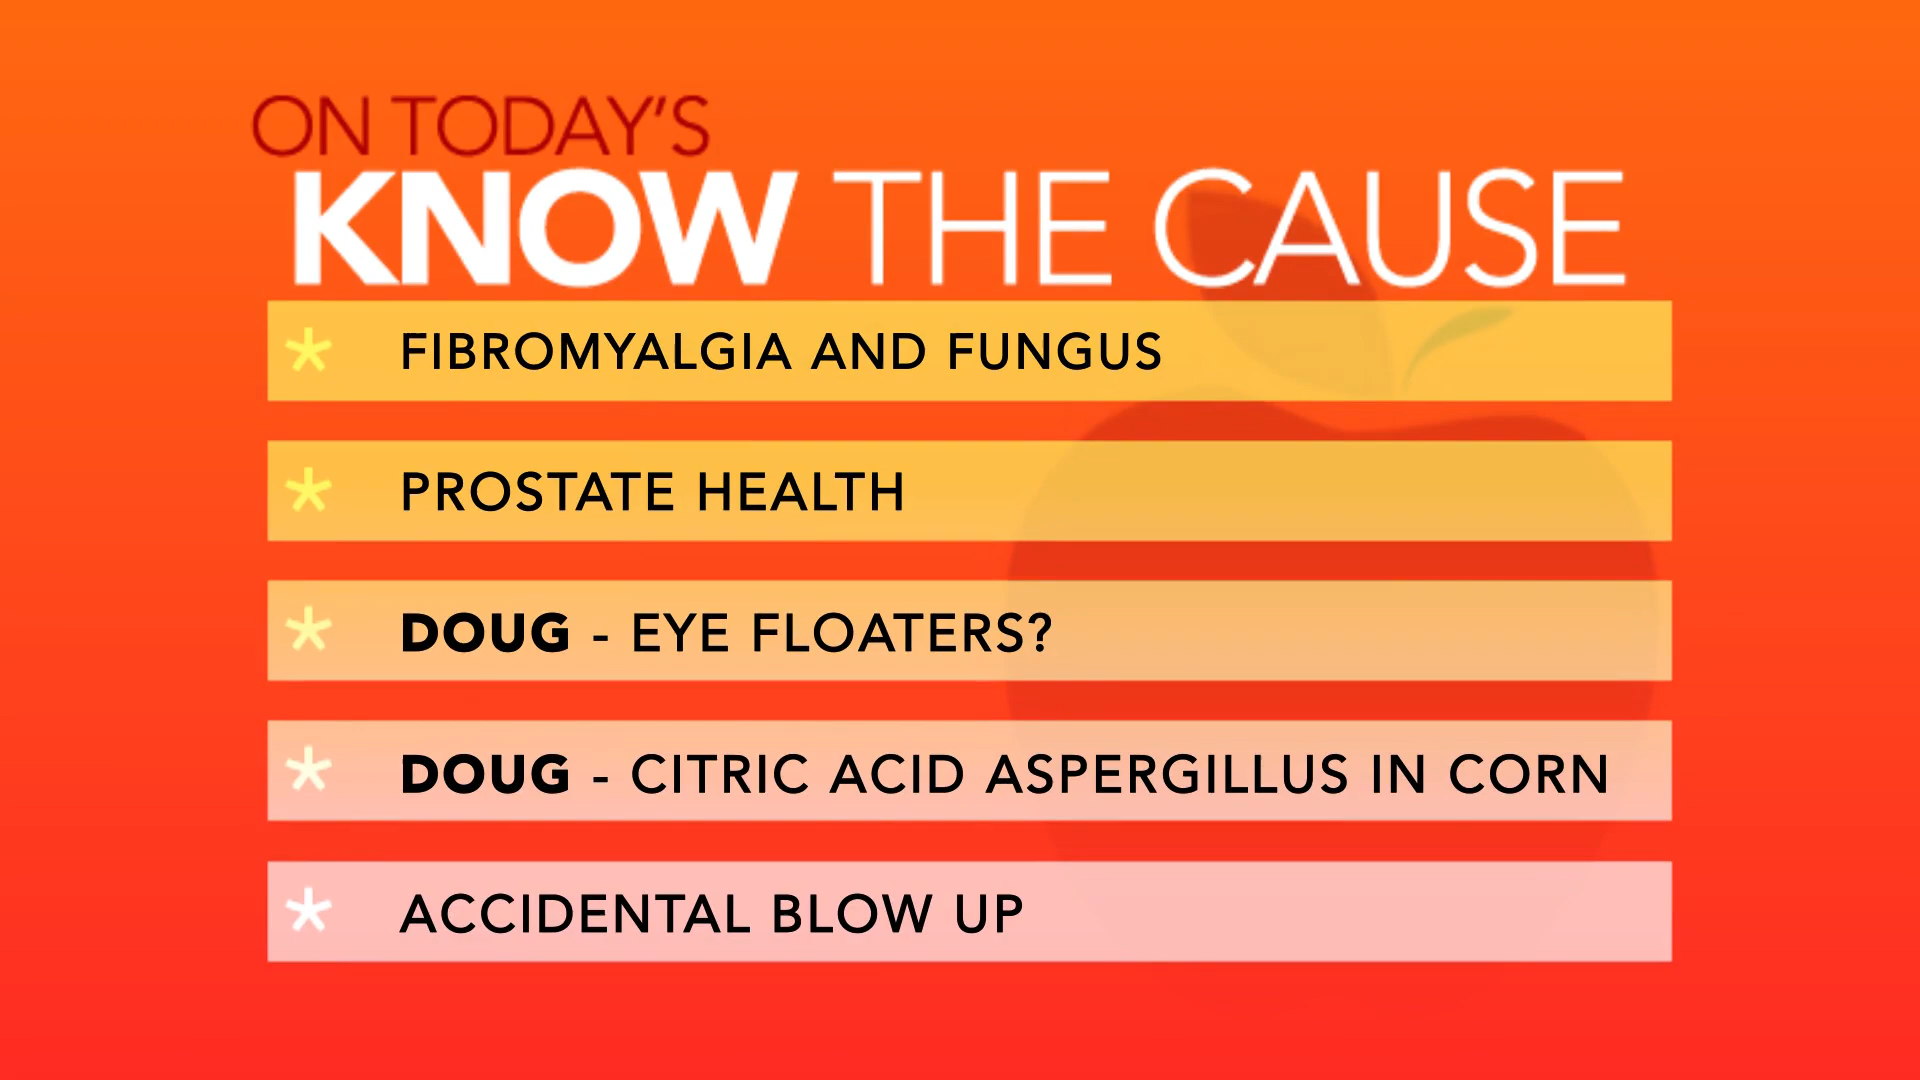 ON TODAY'S
KNOW THE CAUSE
* FIBROMYALGIA AND FUNGUS
* PROSTATE HEALTH
* DOUG - EYE FLOATERS?
* DOUG - CITRIC ACID ASPERGILLUS IN CORN
* ACCIDENTAL BLOW UP